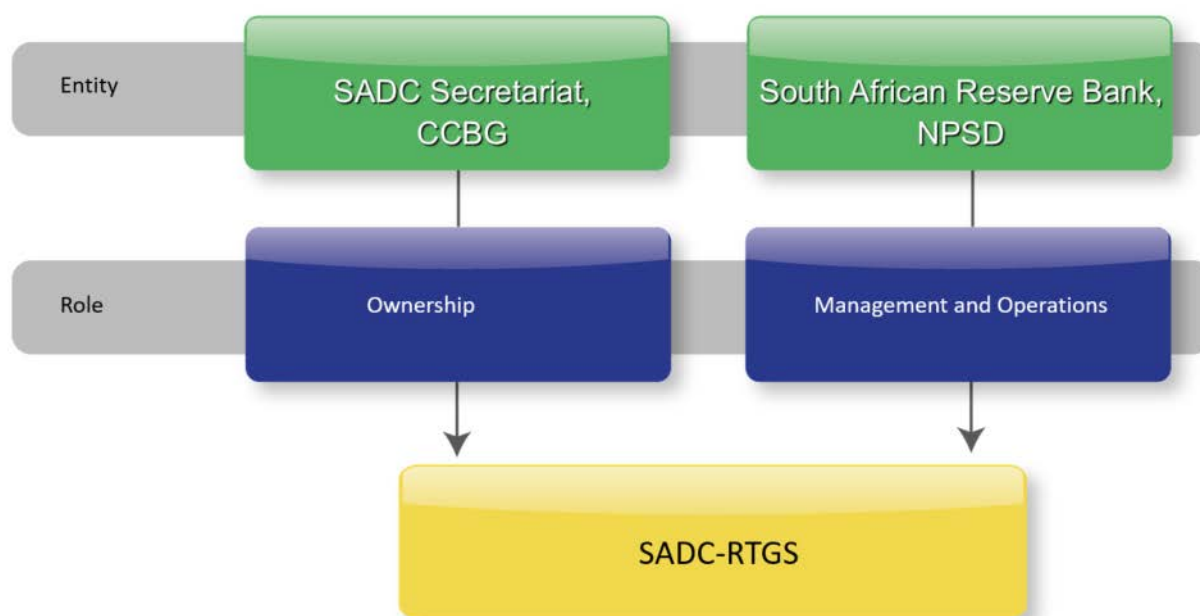 Entity
SADC Secretariat,
CCBG
South African Reserve Bank,
NPSD
Role
Ownership
Management and Operations
SADC-RTGS